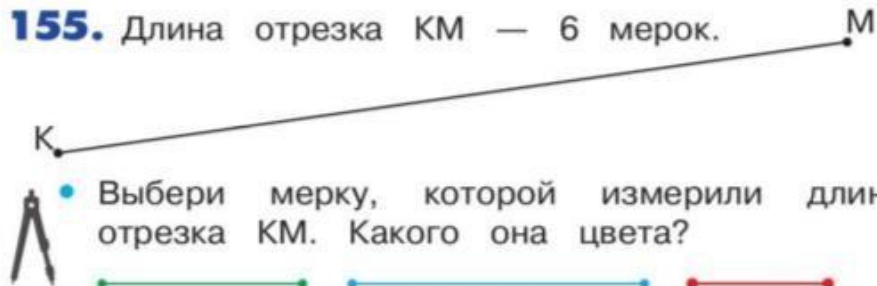 155. Длина отрезка КМ — 6 мерок.
М
К
Выбери мерку, которой измерили длин
отрезка КМ. Какого она цвета?